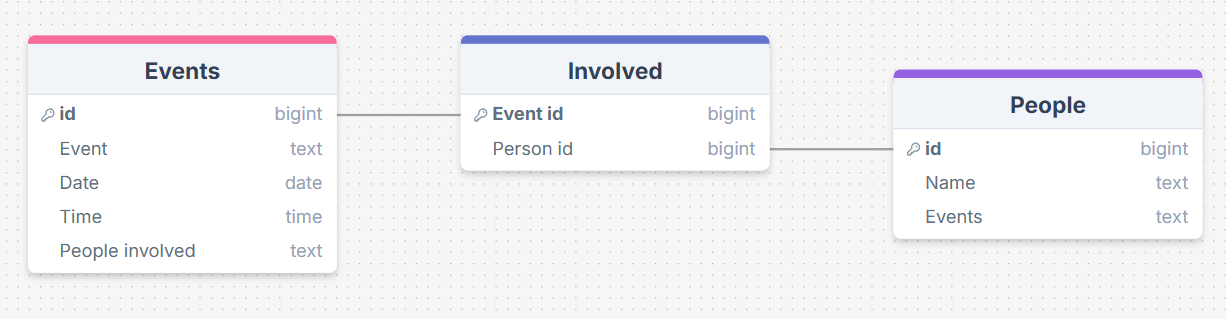 Events
id bigint
Event text
Date date
Time time
People involved text
Involved
Event id bigint
Person id bigint
People
id bigint
Name text
Events text